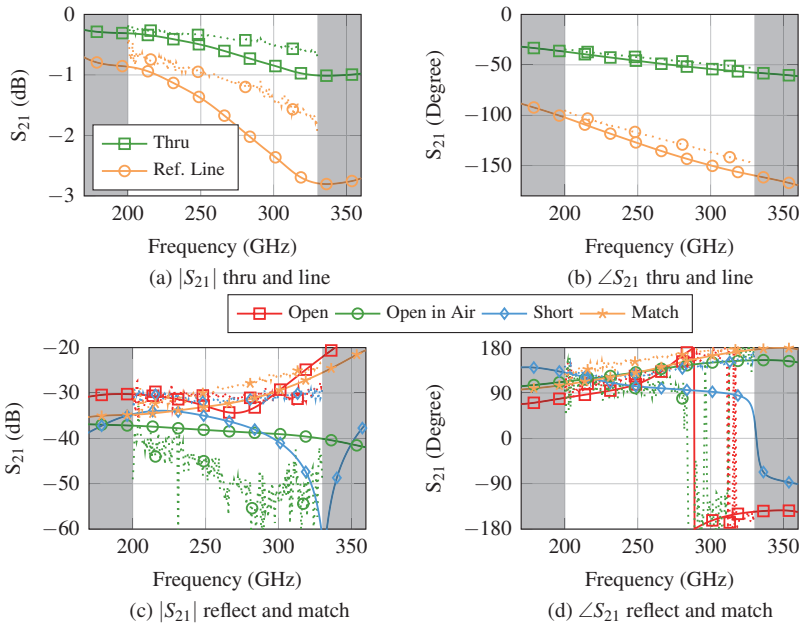 0
−1
−2
−3
S21 (dB)
Thru
Ref. Line
200 250 300 350
Frequency (GHz)
(a) |S21| thru and line
0
−50
−100
−150
S21 (Degree)
200 250 300 350
Frequency (GHz)
(b) ∠S21 thru and line
Open Open in Air Short Match
−20
−30
−40
−50
−60
S21 (dB)
200 250 300 350
Frequency (GHz)
(c) |S21| reflect and match
180
90
0
−90
−180
S21 (Degree)
200 250 300 350
Frequency (GHz)
(d) ∠S21 reflect and match